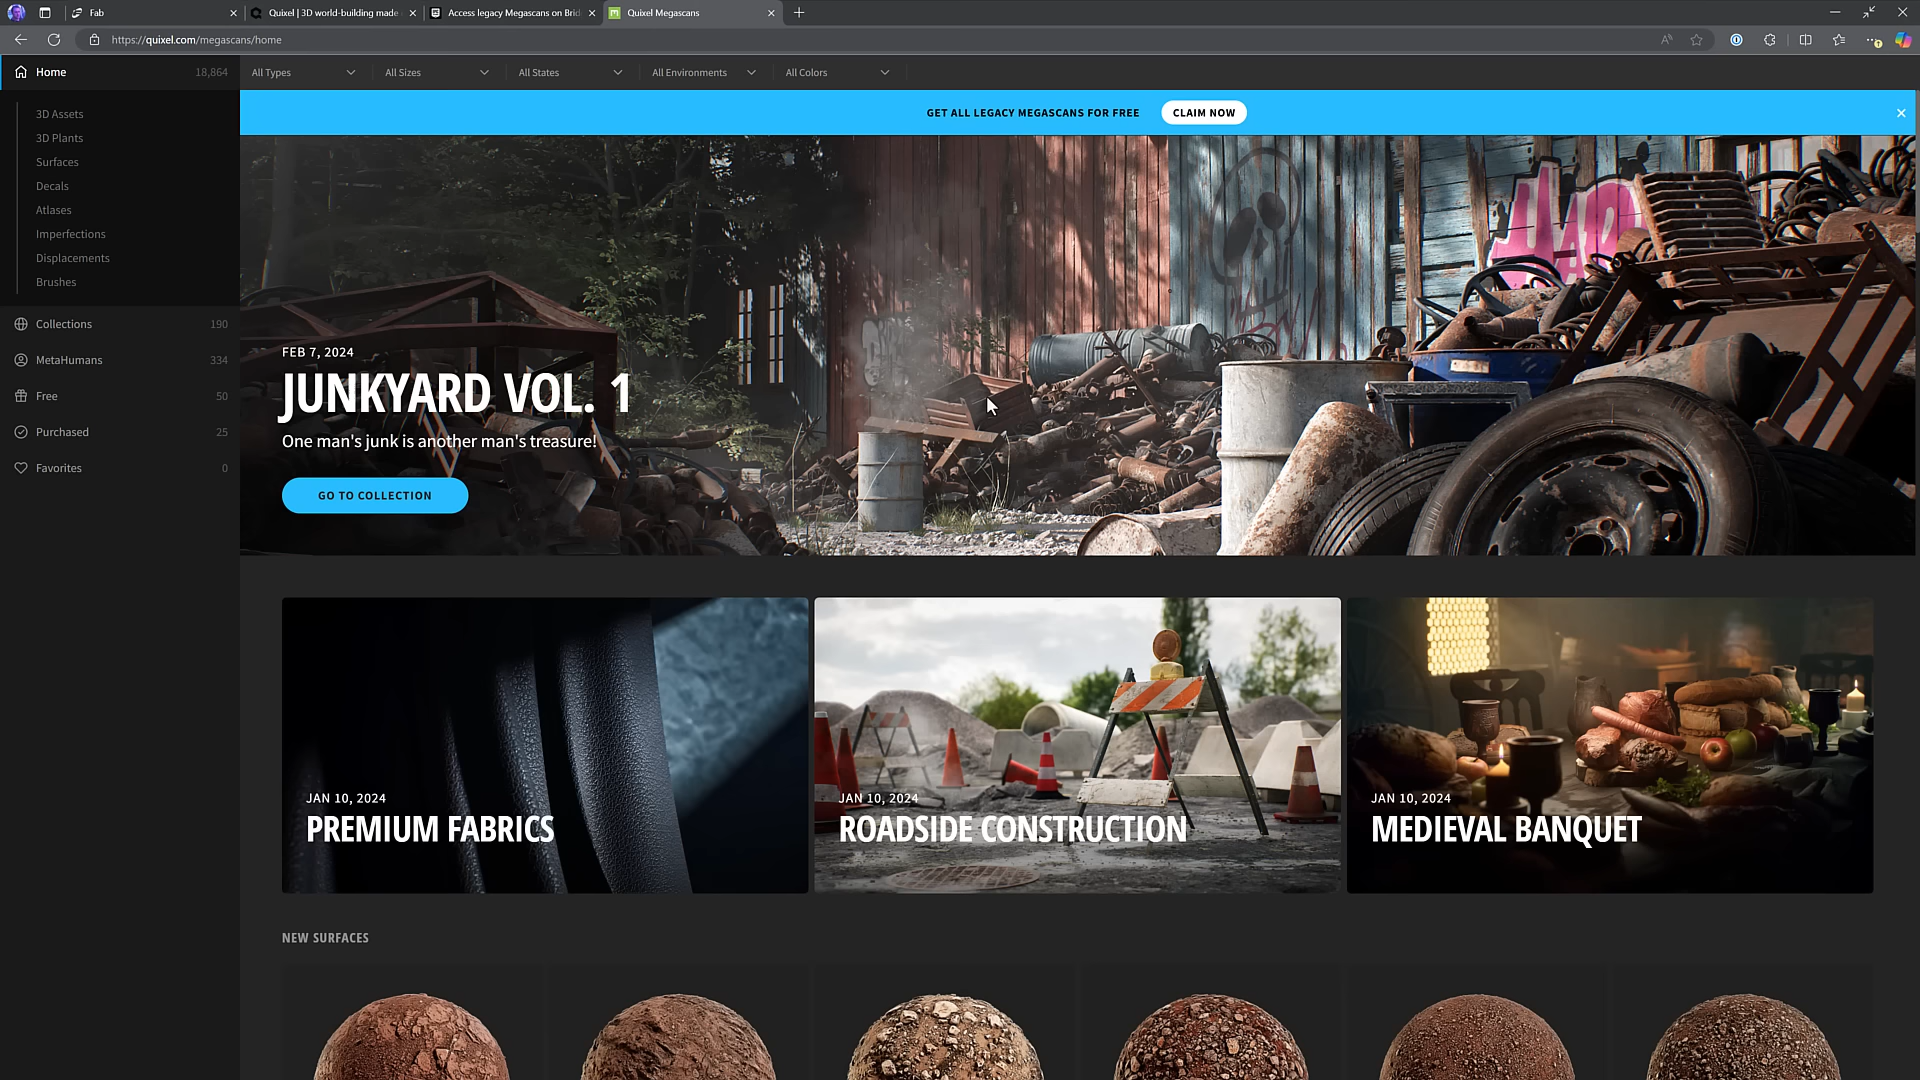 Fab
Quixel | 3D world-building made
Access legacy Megascans on Brid
Quixel Megascans
https://quixel.com/megascans/home
Home 18,864
All Types
All Sizes
All States
All Environments
All Colors
GET ALL LEGACY MEGASCANS FOR FREE
CLAIM NOW
3D Assets
3D Plants
Surfaces
Decals
Atlases
Imperfections
Displacements
Brushes
Collections 190
MetaHumans 334
Free 50
Purchased 25
Favorites 0
FEB 7, 2024
JUNKYARD VOL. 1
One man's junk is another man's treasure!
GO TO COLLECTION
JAN 10, 2024
PREMIUM FABRICS
JAN 10, 2024
ROADSIDE CONSTRUCTION
JAN 10, 2024
MEDIEVAL BANQUET
NEW SURFACES